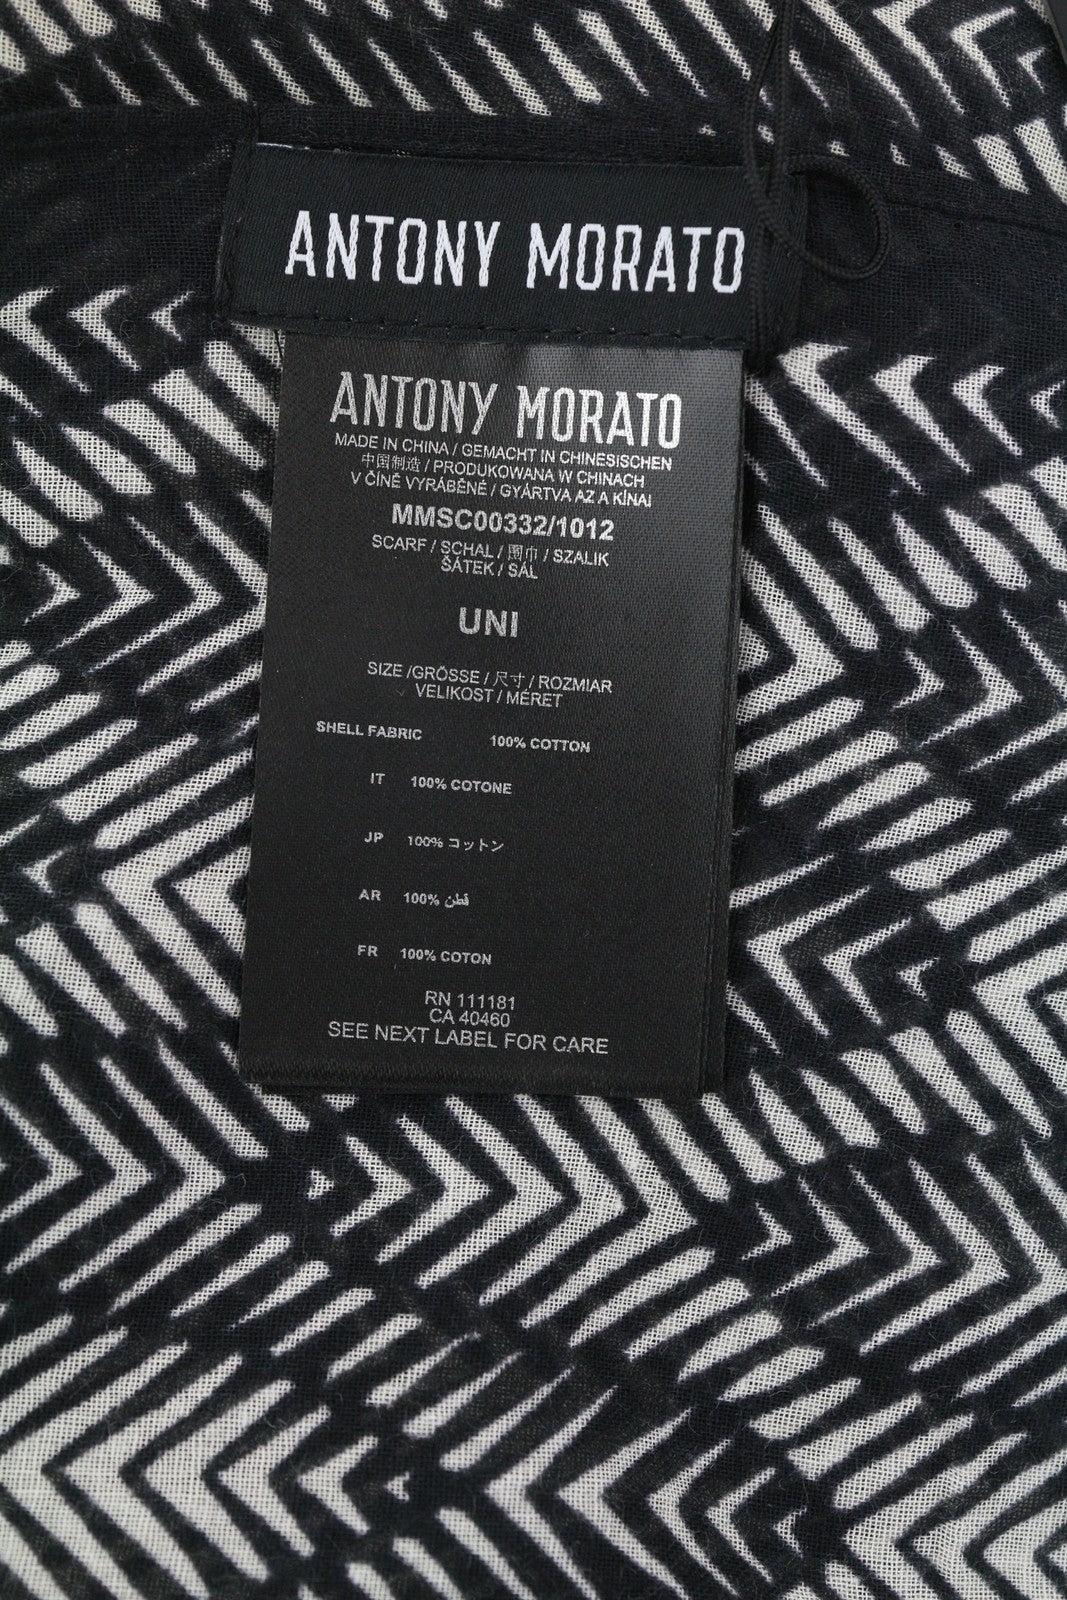 ANTONY MORATO
ANTONY MORATO
MADE IN CHINA / GEMACHT IN CHINESISCHEN
中国制造 / PRODUKOWANA W CHINACH
V ČÍNĚ VYRÁBĚNÉ / GYÁRTVA AZ A KÍNAI
MMSC00332/1012
SCARF / SCHAL / 围巾 / SZALIK
ŠÁTEK / SÁL
UNI
SIZE /GRÖSSE / 尺寸 / ROZMIAR
VELIKOST / MÉRET
SHELL FABRIC 100% COTTON
IT 100% COTONE
JP 100% コットン
AR 100% قطن
FR 100% COTON
RN 111181
CA 40460
SEE NEXT LABEL FOR CARE